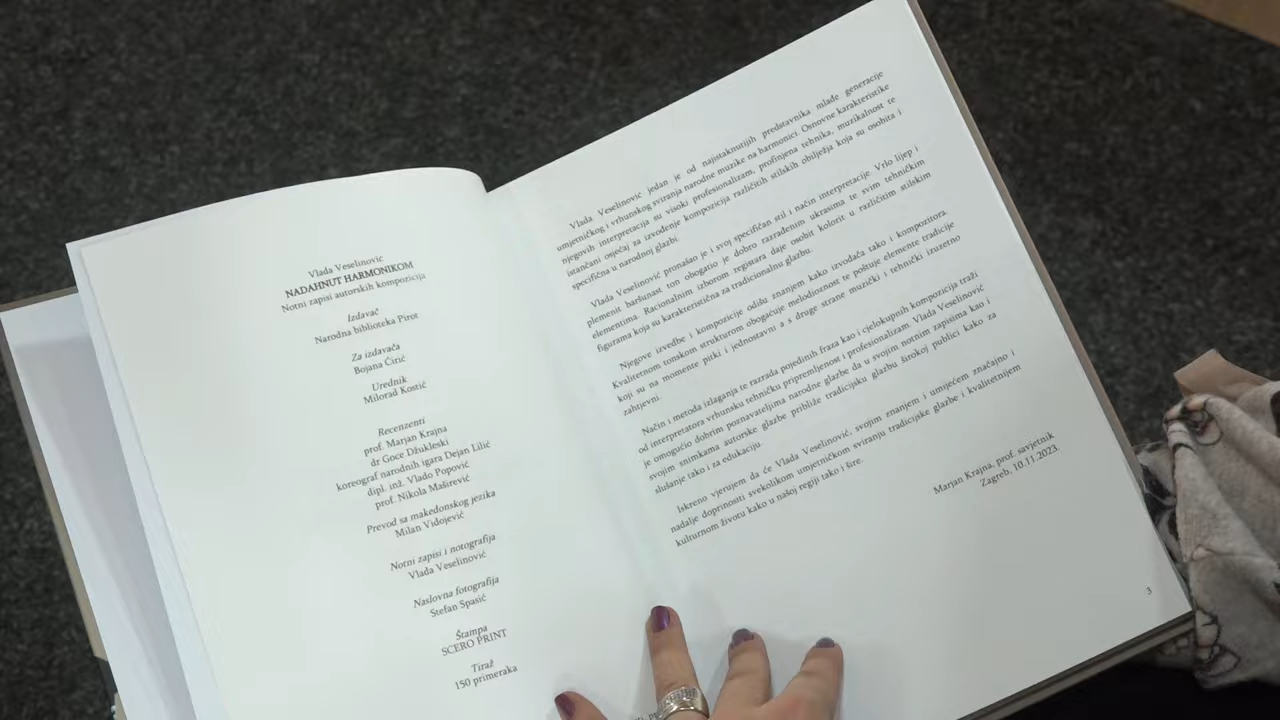 Vlada Veselinovic
NADAHNUT HARMONIKOM
Notni zapisi autorskih kompozicija
Izdavač
Narodna biblioteka Pirot
Za izdavača
Bojana Ćirić
Urednik
Milorad Kostić
Recenzenti
prof. Marjan Krajna
dr Goce Džukleski
koreograf narodnih igara Dejan Lilić
dipl. inž. Vlado Popović
prof. Nikola Maširević
Prevod sa makedonskog jezika
Milan Vidojević
Notni zapisi i notografija
Vlada Veselinović
Naslovna fotografija
Stefan Spasić
Štampa
SCERO PRINT
Tiraž
150 primeraka
Vlada Veselinović jedan je od najistaknutijih predstavnika mlađe generacije
umjetničkog i vrhunskog sviranja narodne muzike na harmonici. Osnovne karakteristike
njegovih interpretacija su visoki profesionalizam, profinjena tehnika, muzikalnost te
istančani osjećaj za izvođenje kompozicija različitih stilskih obilježja koja su osobita i
specifična u narodnoj glazbi.
Vlada Veselinović pronašao je i svoj specifičan stil i način interpretacije. Vrlo lijep i
plemenit baršunast ton obogatio je dobro razrađenim ukrasima te svim tehničkim
elementima. Racionalnim izborom registara daje osobit kolorit u različitim stilskim
figurama koja su karakteristična za tradicionalnu glazbu.
Njegove izvedbe i kompozicije odišu znanjem kako izvođača tako i kompozitora.
Kvalitetnom tonskom strukturom obogaćuje melodioznost te poštuje elemente tradicije
koji su na momente pitki i jednostavni a s druge strane muzički i tehnički izuzetno
zahtjevni.
Način i metoda izlaganja te razrada pojedinih fraza kao i cjelokupnih kompozicija traži
od interpretatora vrhunsku tehničku pripremljenost i profesionalizam. Vlada Veselinović
je omogućio dobrim poznavateljima narodne glazbe da u svojim notnim zapisima kao i
svojim snimkama autorske glazbe približe tradicijsku glazbu širokoj publici kako za
slušanje tako i za edukaciju.
Iskreno vjerujem da će Vlada Veselinović, svojim znanjem i umijećem značajno i
nadalje doprinositi svekolikom umjetničkom sviranju tradicijske glazbe i kvalitetnijem
kulturnom životu kako u našoj regiji tako i šire.
Marjan Krajna, prof. savjetnik
Zagreb, 10.11.2023.
3